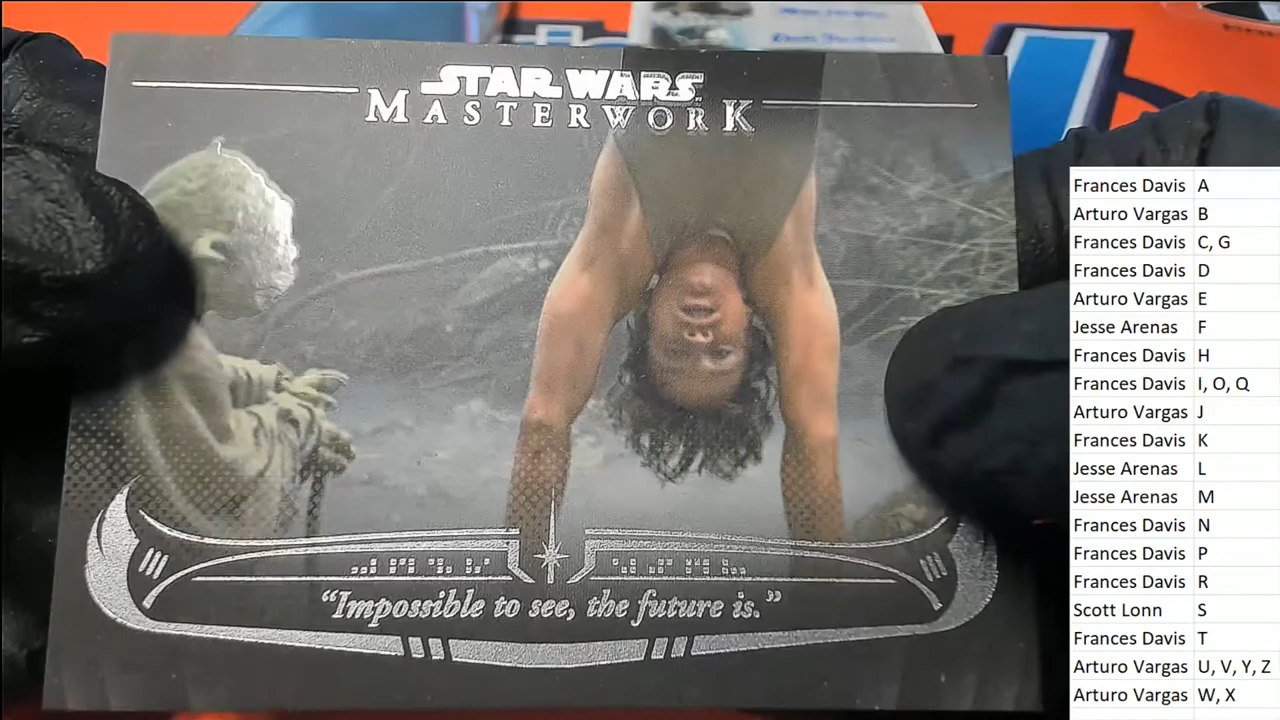 STAR WARS
MASTERWORK
"Impossible to see, the future is."
Frances Davis A
Arturo Vargas B
Frances Davis C, G
Frances Davis D
Arturo Vargas E
Jesse Arenas F
Frances Davis H
Frances Davis I, O, Q
Arturo Vargas J
Frances Davis K
Jesse Arenas L
Jesse Arenas M
Frances Davis N
Frances Davis P
Frances Davis R
Scott Lonn S
Frances Davis T
Arturo Vargas U, V, Y, Z
Arturo Vargas W, X